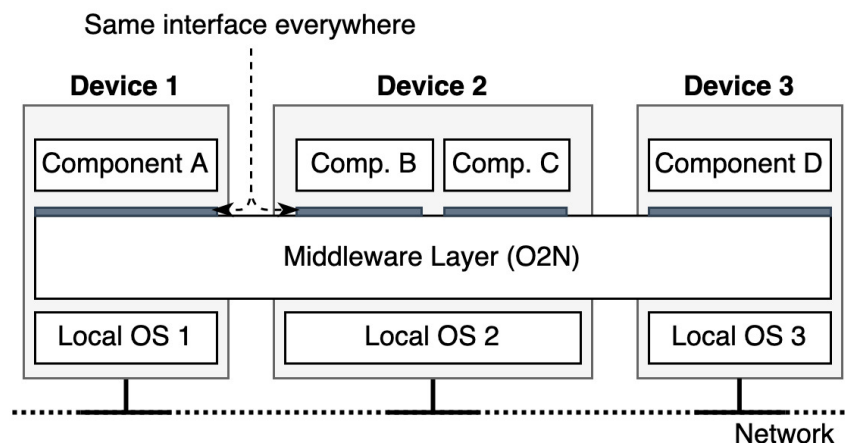 Same interface everywhere
Device 1
Device 2
Device 3
Component A
Comp. B
Comp. C
Component D
Middleware Layer (O2N)
Local OS 1
Local OS 2
Local OS 3
Network